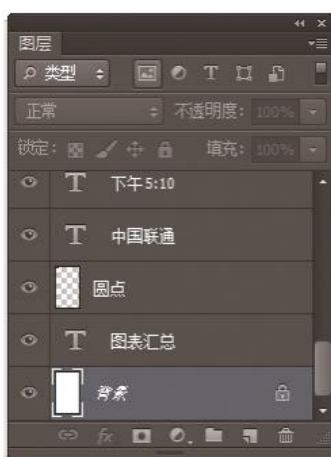 图层
类型
正常 不透明度: 100%
锁定: 填充: 100%
T 下午 5:10
T 中国联通
圆点
T 图表汇总
背景
fx